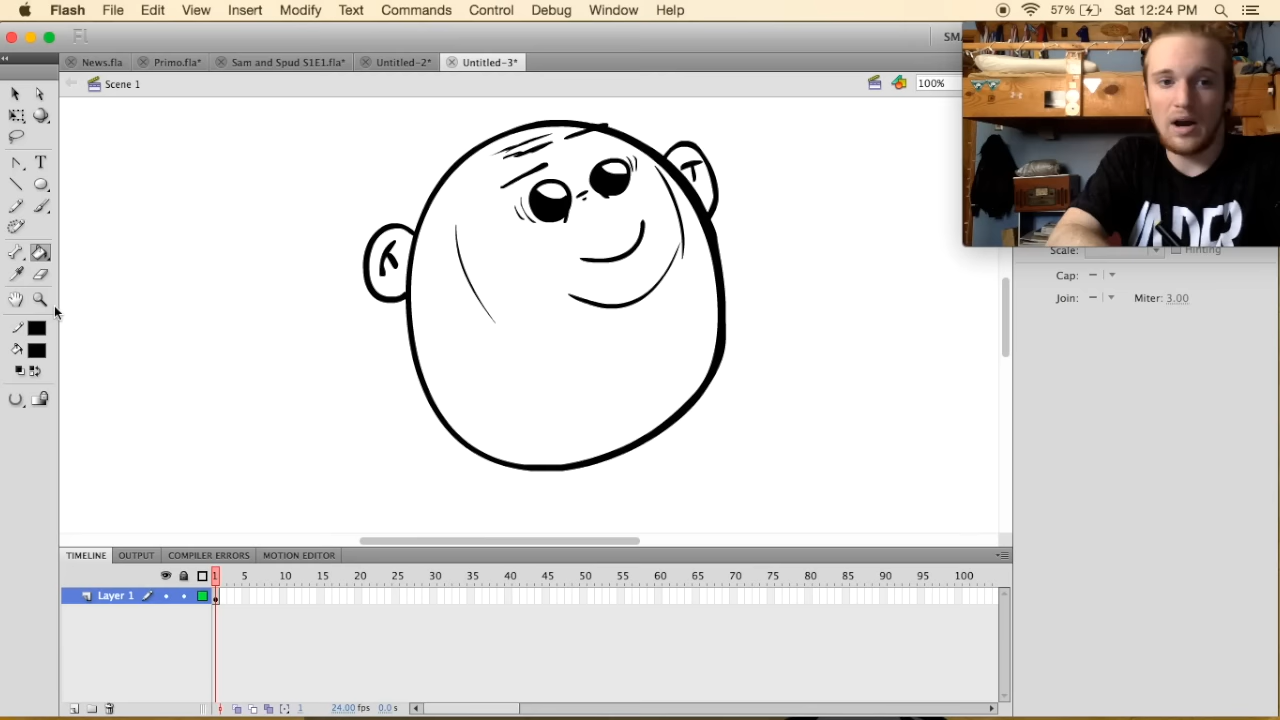 Flash File Edit View Insert Modify Text Commands Control Debug Window Help 57% Sat 12:24 PM
Fl
News.fla Primo.fla* Sam and Spud S1E1.fla* Untitled-2* Untitled-3*
Scene 1 100%
T
Scale: Hinting
Cap:
Join: Miter: 3.00
TIMELINE OUTPUT COMPILER ERRORS MOTION EDITOR
1 5 10 15 20 25 30 35 40 45 50 55 60 65 70 75 80 85 90 95 100
Layer 1
1 24.00 fps 0.0 s